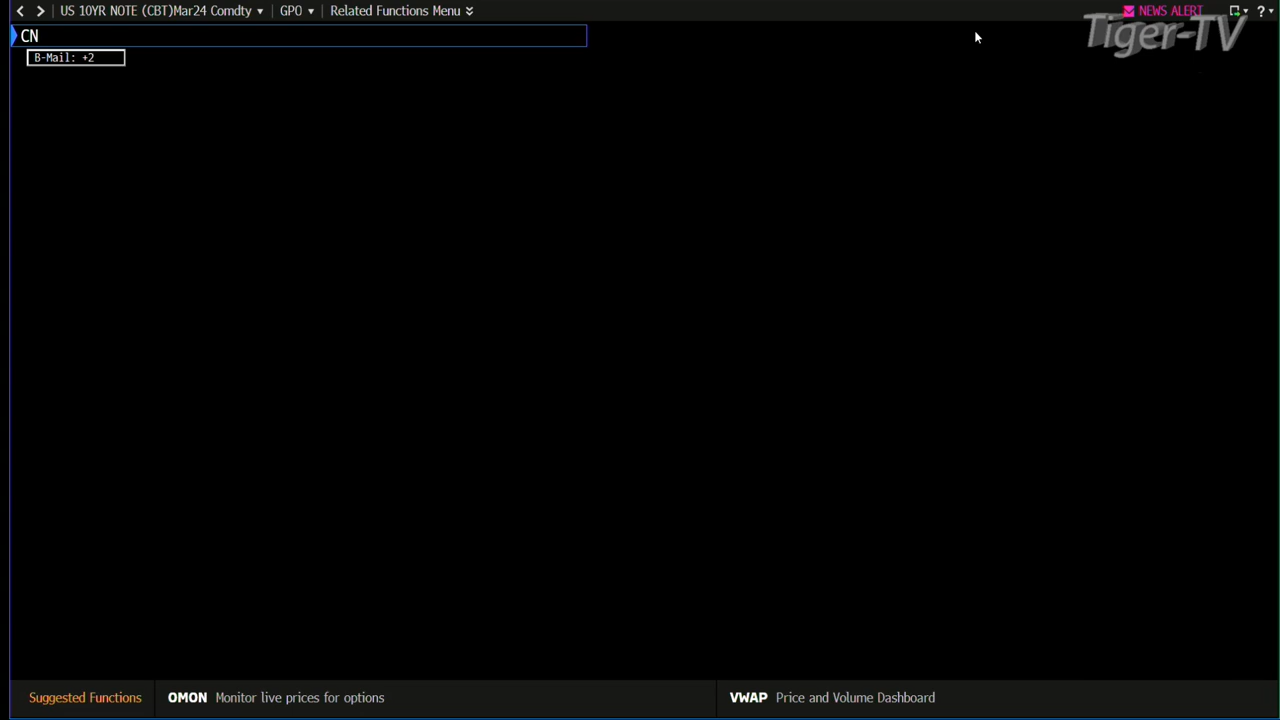 US 10YR NOTE (CBT)Mar24 Comdty GPO Related Functions Menu NEWS ALERT ?
CN
Tiger-TV
B-Mail: +2
Suggested Functions OMON Monitor live prices for options VWAP Price and Volume Dashboard